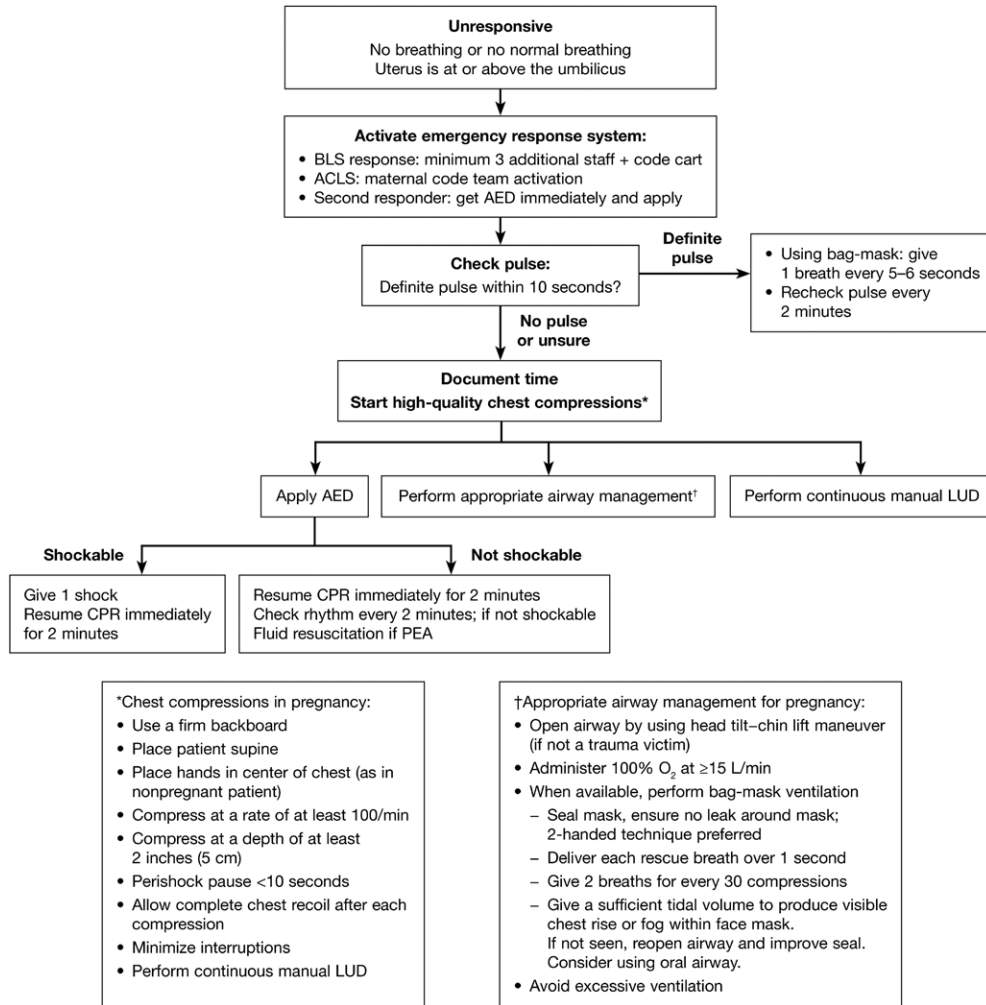 Unresponsive
No breathing or no normal breathing
Uterus is at or above the umbilicus
Activate emergency response system:
• BLS response: minimum 3 additional staff + code cart
• ACLS: maternal code team activation
• Second responder: get AED immediately and apply
Check pulse:
Definite pulse within 10 seconds?
Definite
pulse
• Using bag-mask: give
1 breath every 5–6 seconds
• Recheck pulse every
2 minutes
No pulse
or unsure
Document time
Start high-quality chest compressions*
Apply AED
Perform appropriate airway management†
Perform continuous manual LUD
Shockable
Not shockable
Give 1 shock
Resume CPR immediately
for 2 minutes
Resume CPR immediately for 2 minutes
Check rhythm every 2 minutes; if not shockable
Fluid resuscitation if PEA
*Chest compressions in pregnancy:
• Use a firm backboard
• Place patient supine
• Place hands in center of chest (as in
nonpregnant patient)
• Compress at a rate of at least 100/min
• Compress at a depth of at least
2 inches (5 cm)
• Perishock pause <10 seconds
• Allow complete chest recoil after each
compression
• Minimize interruptions
• Perform continuous manual LUD
†Appropriate airway management for pregnancy:
• Open airway by using head tilt–chin lift maneuver
(if not a trauma victim)
• Administer 100% O₂ at ≥15 L/min
• When available, perform bag-mask ventilation
– Seal mask, ensure no leak around mask;
2-handed technique preferred
– Deliver each rescue breath over 1 second
– Give 2 breaths for every 30 compressions
– Give a sufficient tidal volume to produce visible
chest rise or fog within face mask.
If not seen, reopen airway and improve seal.
Consider using oral airway.
• Avoid excessive ventilation